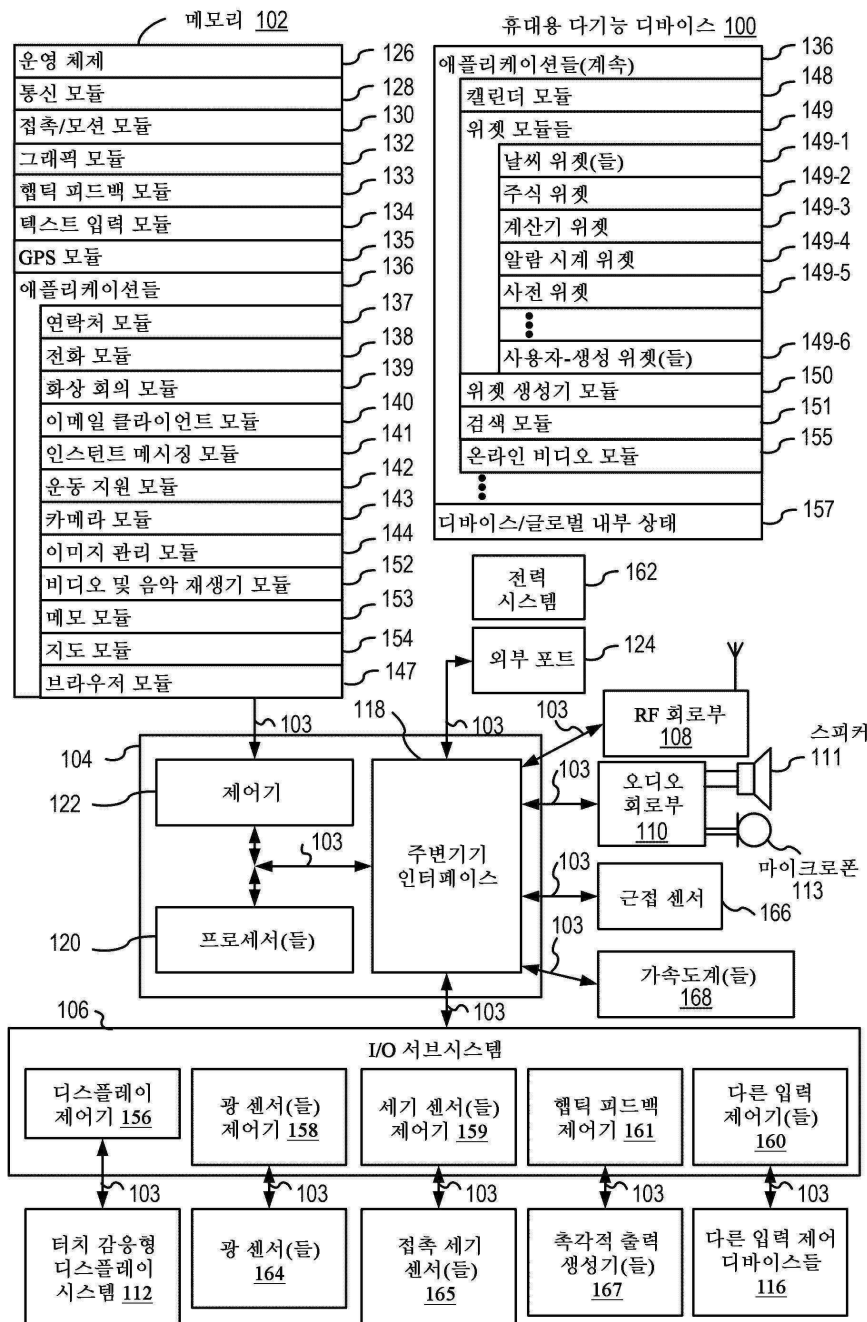 메모리 102
운영 체제 126
통신 모듈 128
접촉/모션 모듈 130
그래픽 모듈 132
햅틱 피드백 모듈 133
텍스트 입력 모듈 134
GPS 모듈 135
애플리케이션들 136
연락처 모듈 137
전화 모듈 138
화상 회의 모듈 139
이메일 클라이언트 모듈 140
인스턴트 메시징 모듈 141
운동 지원 모듈 142
카메라 모듈 143
이미지 관리 모듈 144
비디오 및 음악 재생기 모듈 152
메모 모듈 153
지도 모듈 154
브라우저 모듈 147
휴대용 다기능 디바이스 100
애플리케이션들(계속) 136
캘린더 모듈 148
위젯 모듈들 149
날씨 위젯(들) 149-1
주식 위젯 149-2
계산기 위젯 149-3
알람 시계 위젯 149-4
사전 위젯 149-5
사용자-생성 위젯(들) 149-6
위젯 생성기 모듈 150
검색 모듈 151
온라인 비디오 모듈 155
디바이스/글로벌 내부 상태 157
전력
시스템
162
외부 포트 124
103
118
103
103
RF 회로부
108
스피커
111
104
122
제어기
103
주변기기
인터페이스
103
오디오
회로부
110
마이크로폰
113
120
프로세서(들)
103
근접 센서
166
103
가속도계(들)
168
103
106
I/O 서브시스템
디스플레이
제어기 156
광 센서(들)
제어기 158
세기 센서(들)
제어기 159
햅틱 피드백
제어기 161
다른 입력
제어기(들)
160
103
103
103
103
103
터치 감응형
디스플레이
시스템 112
광 센서(들)
164
접촉 세기
센서(들)
165
촉각적 출력
생성기(들)
167
다른 입력 제어
디바이스들
116